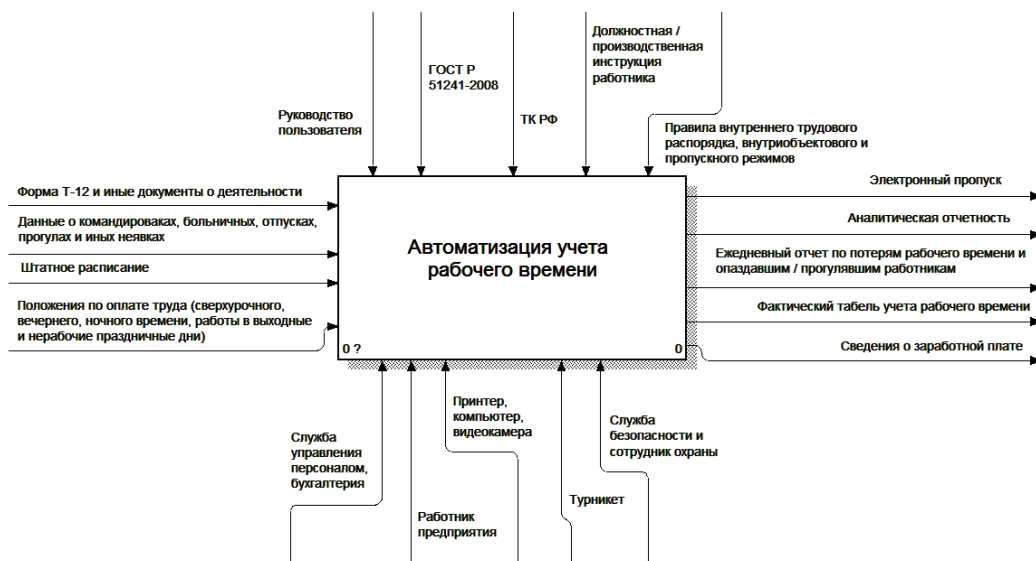 Должностная /
производственная
инструкция
работника
ГОСТ Р
51241-2008
Руководство
пользователя
ТК РФ
Правила внутреннего трудового
распорядка, внутриобъектового и
пропускного режимов
Форма Т-12 и иные документы о деятельности
Данные о командироваках, больничных, отпусках,
прогулах и иных неявках
Штатное расписание
Положения по оплате труда (сверхурочного,
вечернего, ночного времени, работы в выходные
и нерабочие праздничные дни)
Автоматизация учета
рабочего времени
0 ?
0
Электронный пропуск
Аналитическая отчетность
Ежедневный отчет по потерям рабочего времени и
опаздавшим / прогулявшим работникам
Фактический табель учета рабочего времени
Сведения о заработной плате
Служба
управления
персоналом,
бухгалтерия
Работник
предприятия
Принтер,
компьютер,
видеокамера
Турникет
Служба
безопасности и
сотрудник охраны